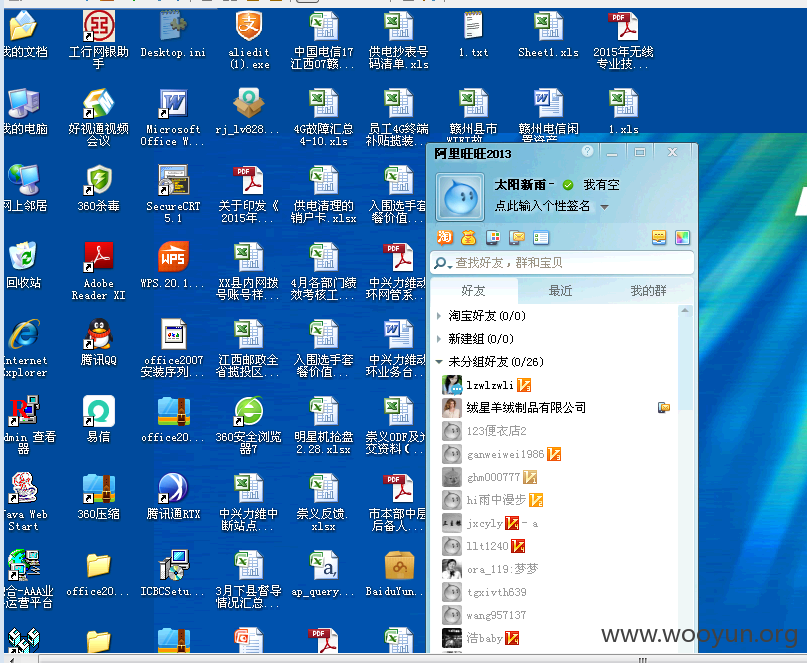 我的文档
工行网银助
手
Desktop.ini
aliedit
(1).exe
中国电信17
江西07赣...
供电抄表号
码清单.xls
1.txt
Sheet1.xls
2015年无线
专业技...
我的电脑
好视通视频
会议
Microsoft
Office W...
rj_lv828...
4G故障汇总
4-10.xls
员工4G终端
补贴揽装...
赣州县市
赣州电信闲
1.xls
网上邻居
360杀毒
SecureCRT
5.1
关于印发《
2015年...
供电清理的
销户卡.xlsx
入围选手套
餐价值...
回收站
Adobe
Reader XI
WPS.20.1...
XX县内网拨
号账号样...
4月各部门绩
效考核工...
中兴力维动
环网管系...
Internet
Explorer
腾讯QQ
office2007
安装序列...
江西邮政全
省揽投区...
入围选手套
餐价值...
中兴力维动
环业务台...
dmin 查看
器
易信
office20...
360安全浏览
器7
明星机抢盘
2.28.xlsx
崇义ODF及光
交资料(...
Java Web
Start
360压缩
腾讯通RTX
中兴力维中
断站点...
崇义反馈.
xlsx
市本部中层
后备人...
合-AAA业
运营平台
office20...
ICBCSetu...
3月下县督导
情况汇总...
ap_query...
BaiduYun...
阿里旺旺2013
太阳新雨-
我有空
点此输入个性签名
淘
查找好友，群和宝贝
好友
最近
我的群
淘宝好友(0/0)
新建组(0/0)
未分组好友(0/26)
lzwlzwli
绒星羊绒制品有限公司
123便衣店2
ganweiwei1986
ghm000777
hi雨中漫步
jxcyly - a
llt1240
ora_119:梦梦
tgxivth639
wang957137
浩baby
www.wooyun.org